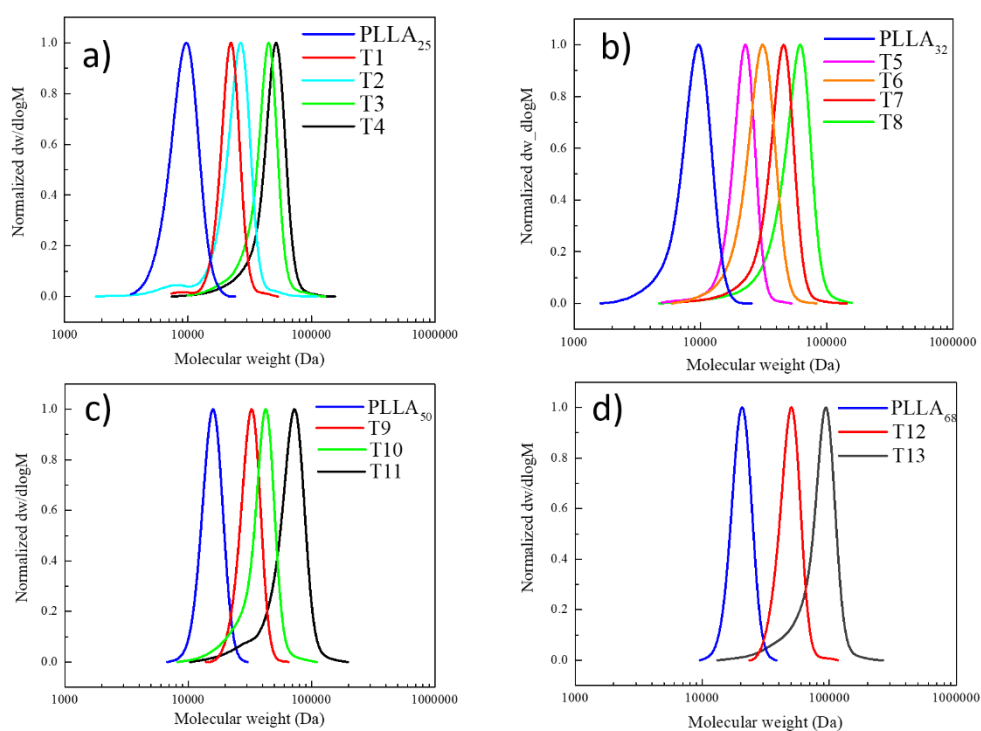 a)
PLLA25
T1
T2
T3
T4
Normalized dw/dlogM
1.0
0.8
0.6
0.4
0.2
0.0
1000 10000 100000 1000000
Molecular weight (Da)
b)
PLLA32
T5
T6
T7
T8
Normalized dw_dlogM
1.0
0.8
0.6
0.4
0.2
0.0
1000 10000 100000 1000000
Molecular weight (Da)
c)
PLLA50
T9
T10
T11
Normalized dw/dlogM
1.0
0.8
0.6
0.4
0.2
0.0
1000 10000 100000 1000000
Molecular weight (Da)
d)
PLLA68
T12
T13
Normalized dw/dlogM
1.0
0.8
0.6
0.4
0.2
0.0
1000 10000 100000 1000000
Molecular weight (Da)